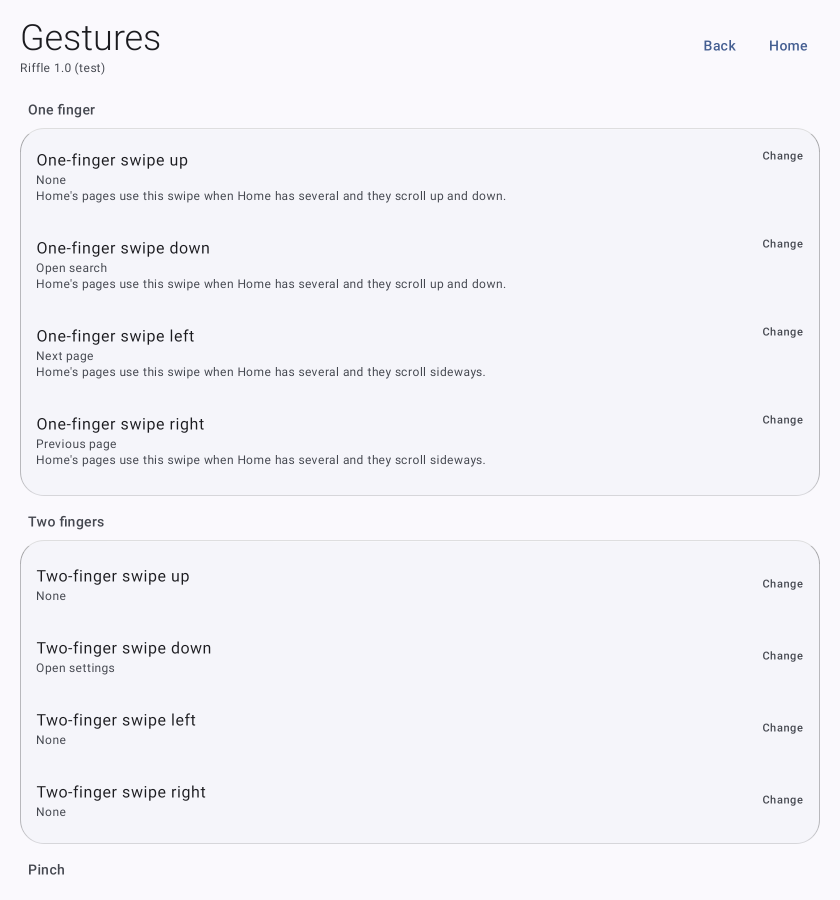 Gestures
Riffle 1.0 (test)
Back
Home
One finger
One-finger swipe up
None
Home's pages use this swipe when Home has several and they scroll up and down.
Change
One-finger swipe down
Open search
Home's pages use this swipe when Home has several and they scroll up and down.
Change
One-finger swipe left
Next page
Home's pages use this swipe when Home has several and they scroll sideways.
Change
One-finger swipe right
Previous page
Home's pages use this swipe when Home has several and they scroll sideways.
Change
Two fingers
Two-finger swipe up
None
Change
Two-finger swipe down
Open settings
Change
Two-finger swipe left
None
Change
Two-finger swipe right
None
Change
Pinch